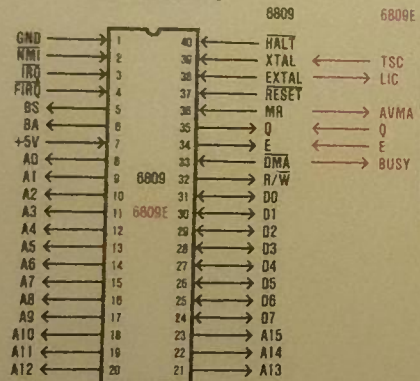 6809 6809E
GND 1 40 HALT
NMI 2 39 XTAL TSC
IRQ 3 38 EXTAL LIC
FIRQ 4 37 RESET
BS 5 36 MR AVMA
BA 6 35 Q Q
+5V 7 34 E E
A0 8 33 DMA BUSY
A1 9 6809 32 R/W
A2 10 31 D0
A3 11 6809E 30 D1
A4 12 29 D2
A5 13 28 D3
A6 14 27 D4
A7 15 26 D5
A8 16 25 D6
A9 17 24 D7
A10 18 23 A15
A11 19 22 A14
A12 20 21 A13